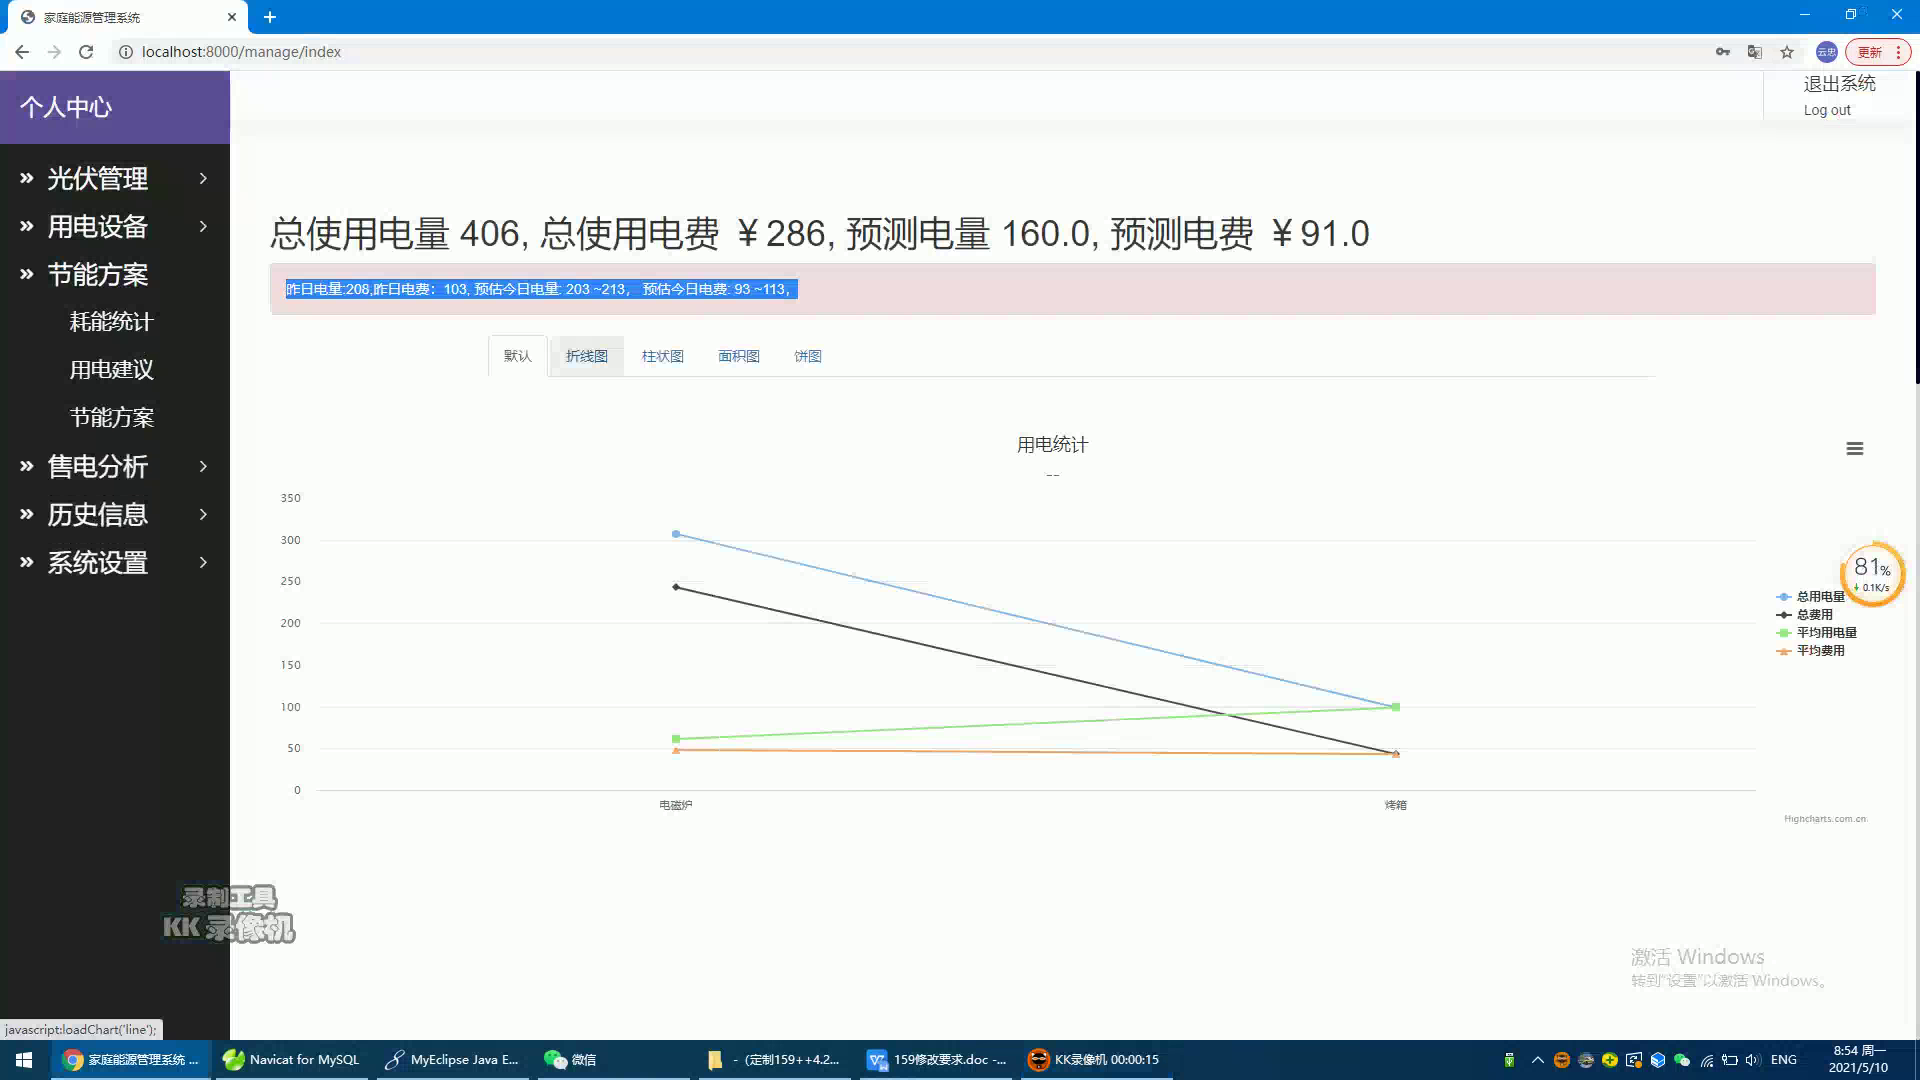 家庭能源管理系统
localhost:8000/manage/index
云忠
更新
个人中心
退出系统
Log out
光伏管理
用电设备
节能方案
耗能统计
用电建议
节能方案
售电分析
历史信息
系统设置
总使用电量 406, 总使用电费 ￥286, 预测电量 160.0, 预测电费 ￥91.0
昨日电量:208,昨日电费：103, 预估今日电量: 203 ~213， 预估今日电费: 93 ~113，
默认 折线图 柱状图 面积图 饼图
用电统计
--
350
300
250
200
150
100
50
0
电磁炉
烤箱
81%
0.1K/s
总用电量
总费用
平均用电量
平均费用
Highcharts.com.cn
录制工具
KK 录像机
激活 Windows
转到"设置"以激活 Windows。
javascript:loadChart('line');
家庭能源管理系统 ...
Navicat for MySQL
MyEclipse Java E...
微信
-（定制159++4.2...
159修改要求.doc -...
KK录像机 00:00:15
ENG
8:54 周一
2021/5/10